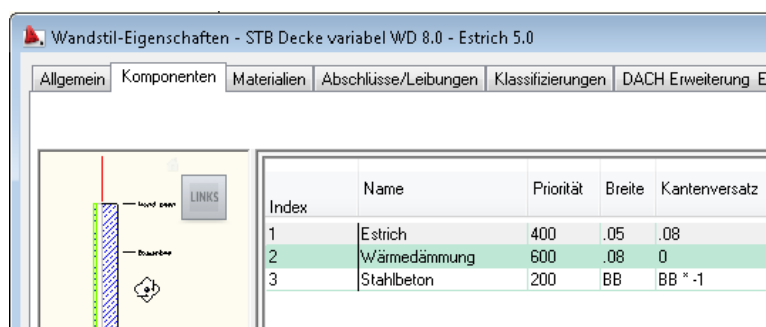 Wandstil-Eigenschaften - STB Decke variabel WD 8.0 - Estrich 5.0
Allgemein Komponenten Materialien Abschlüsse/Leibungen Klassifizierungen DACH Erweiterung E
LINKS
Index Name Priorität Breite Kantenversatz
1 Estrich 400 .05 .08
2 Wärmedämmung 600 .08 0
3 Stahlbeton 200 BB BB * -1